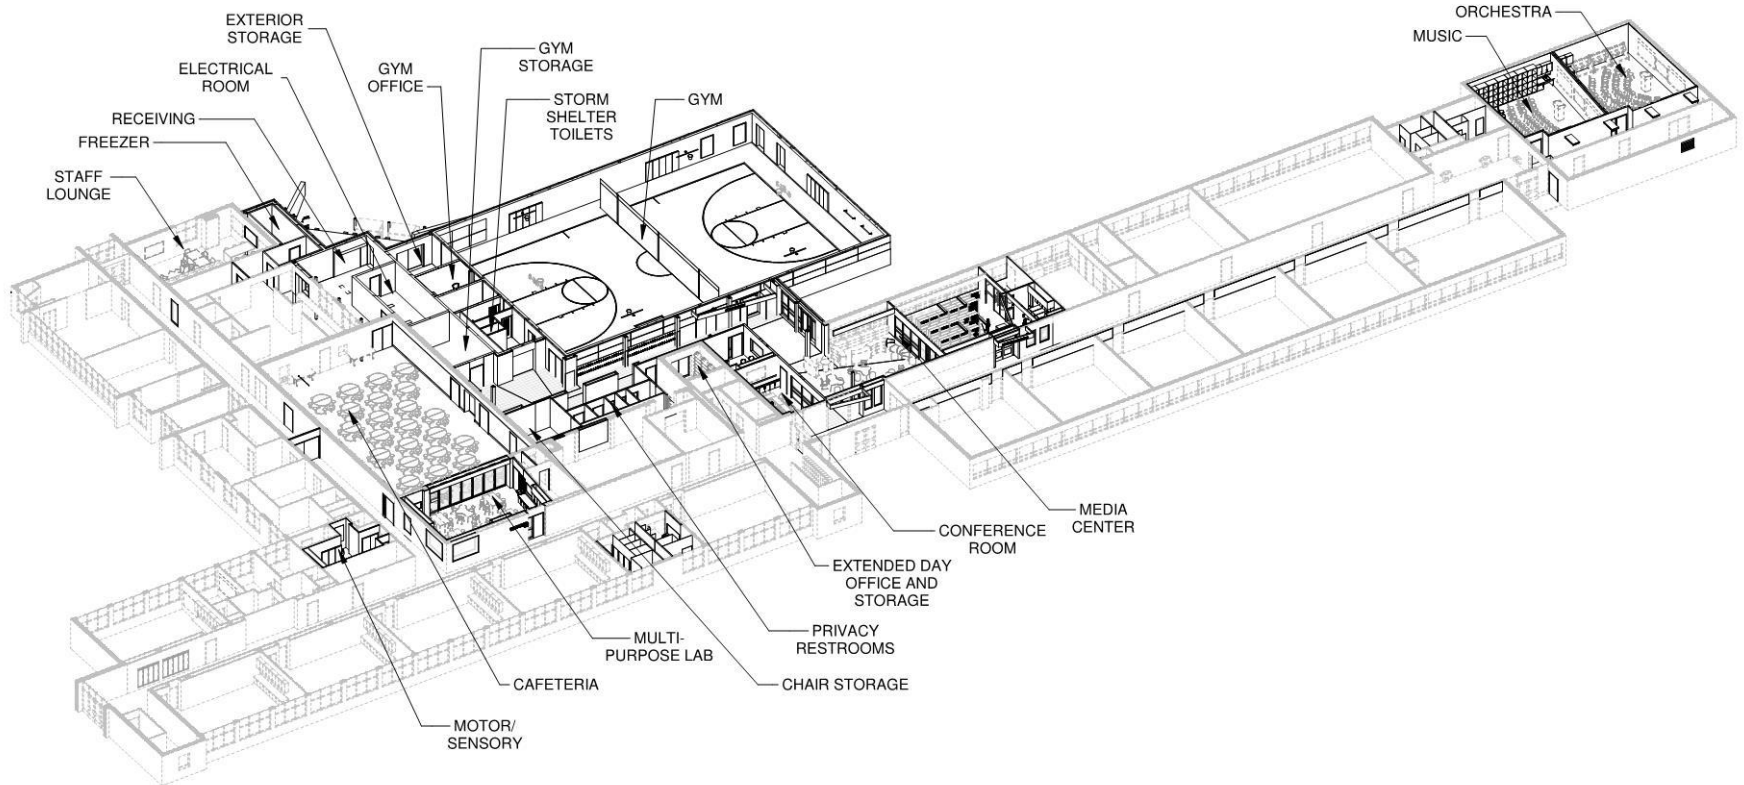 ORCHESTRA
MUSIC
EXTERIOR
STORAGE
GYM
STORAGE
ELECTRICAL
ROOM
GYM
OFFICE
STORM
SHELTER
TOILETS
GYM
RECEIVING
FREEZER
STAFF
LOUNGE
MEDIA
CENTER
CONFERENCE
ROOM
EXTENDED DAY
OFFICE AND
STORAGE
PRIVACY
RESTROOMS
MULTI-
PURPOSE LAB
CHAIR STORAGE
CAFETERIA
MOTOR/
SENSORY